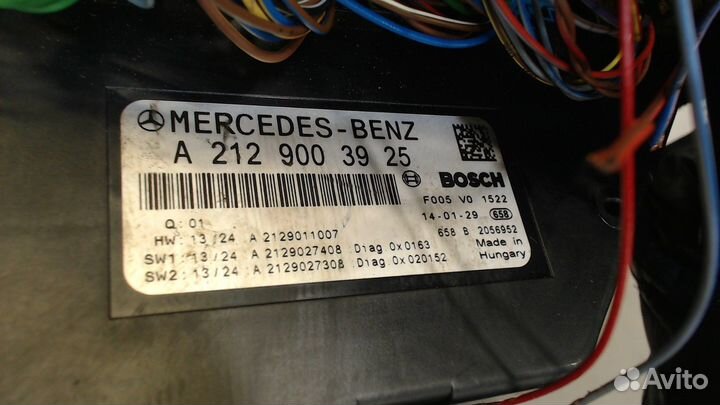 MERCEDES-BENZ
A 212 900 39 25
BOSCH
F005 V0 1522
14-01-29 658
658 B 2056952
Made in
Hungary
Q: 01
HW: 13/24 A 2129011007
SW1: 13/24 A 2129027408 Diag 0x0163
SW2: 13/24 A 2129027308 Diag 0x020152
Avito